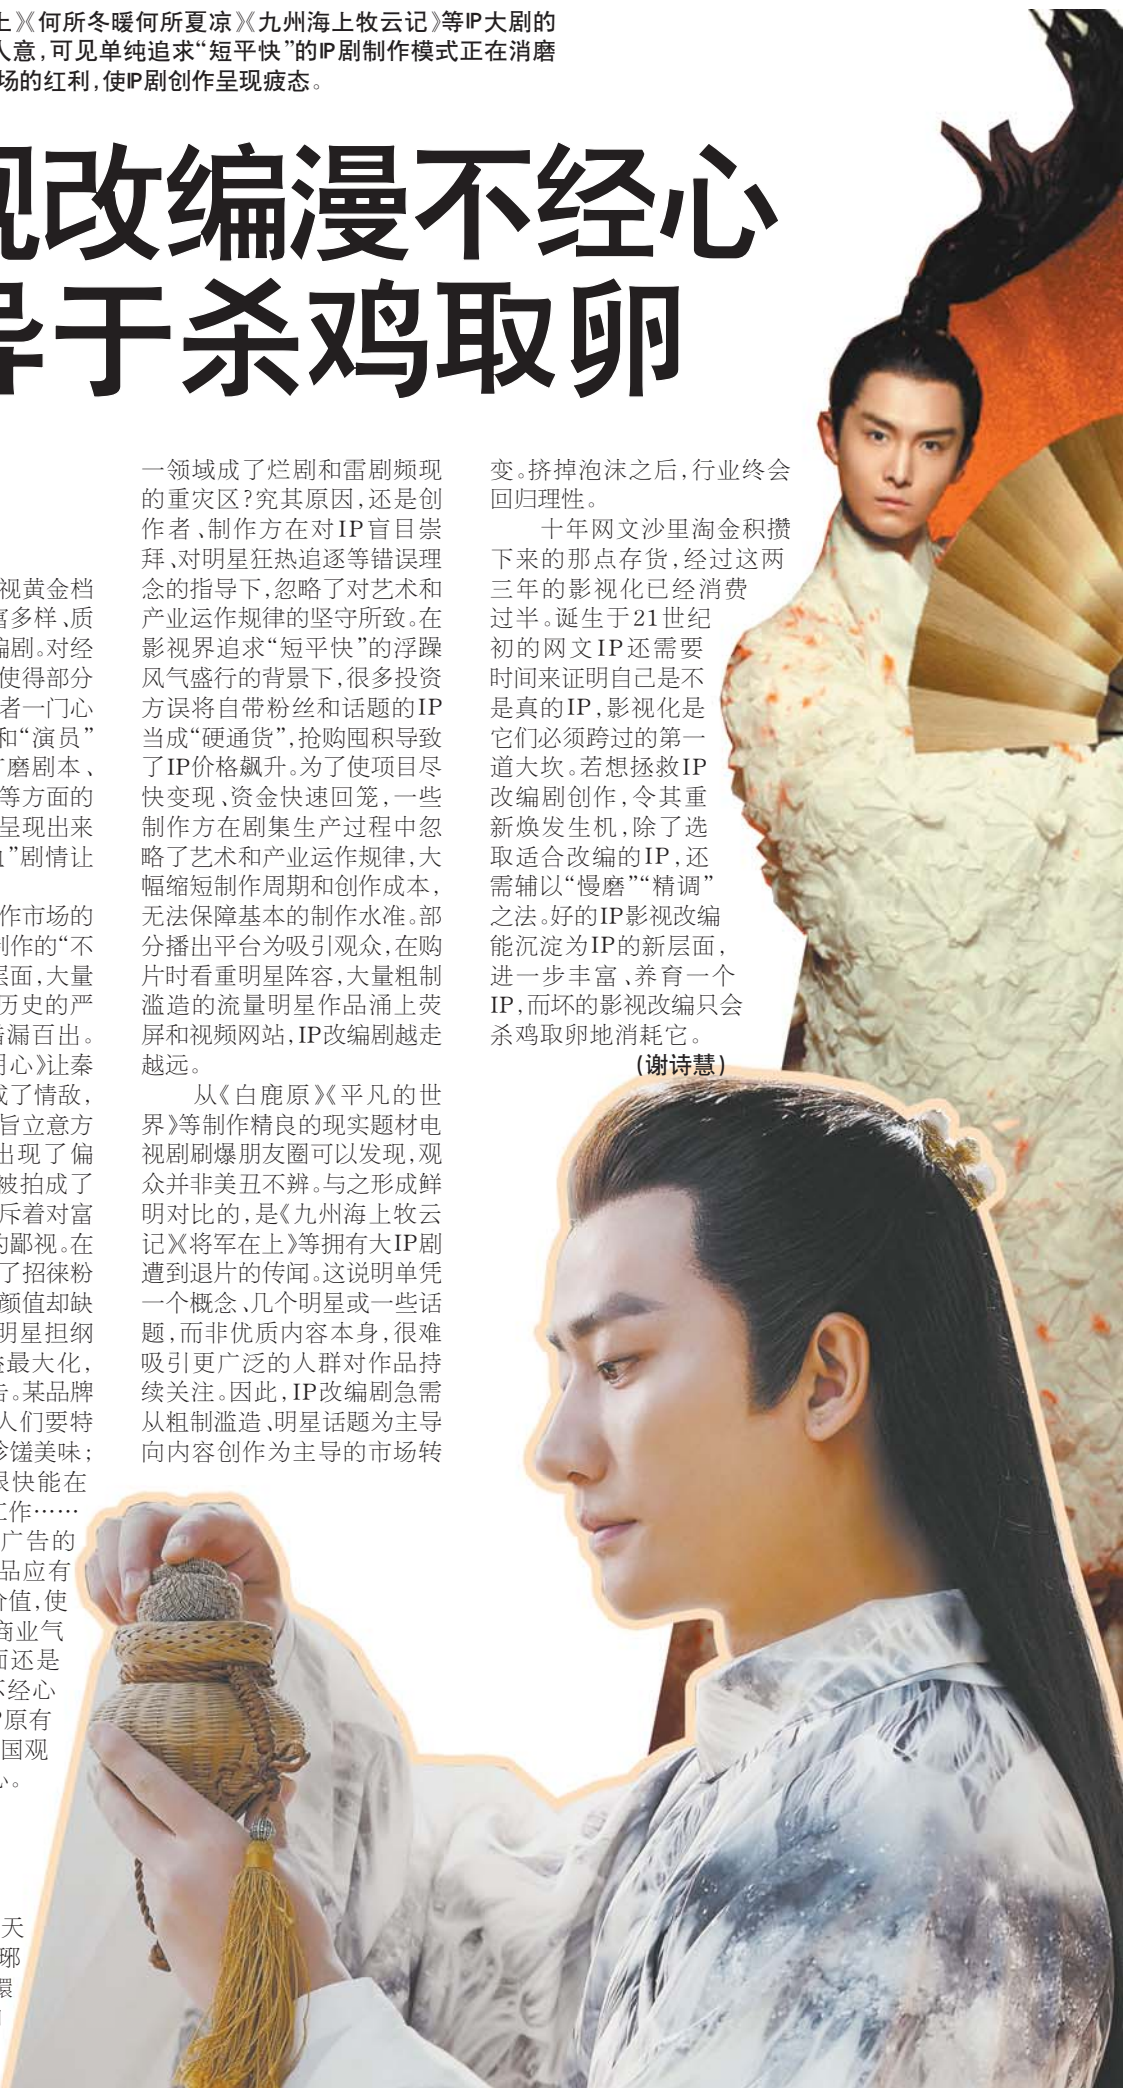 上》《何所冬暖何所夏凉》《九州海上牧云记》等IP大剧的
人意，可见单纯追求“短平快”的IP剧制作模式正在消磨
场的红利，使IP剧创作呈现疲态。
改编漫不经心
于杀鸡取卵
视黄金档
富多样、质
编剧。对经
使得部分
者一门心
和“演员”
磨剧本、
等方面的
呈现出来
”剧情让
作市场的
制作的“不
层面，大量
历史的严
错漏百出。
明心》让秦
成了情敌，
旨立意方
出现了偏
被拍成了
斥着对富
的鄙视。在
了招徕粉
颜值却缺
明星担纲
益最大化，
告。某品牌
人们要特
珍馐美味；
很快能在
工作……
广告的
品应有
价值，使
商业气
面还是
不经心
原有
国观
心。
天
琊
環
一领域成了烂剧和雷剧频现
的重灾区？究其原因，还是创
作者、制作方在对IP盲目崇
拜、对明星狂热追逐等错误理
念的指导下，忽略了对艺术和
产业运作规律的坚守所致。在
影视界追求“短平快”的浮躁
风气盛行的背景下，很多投资
方误将自带粉丝和话题的IP
当成“硬通货”，抢购囤积导致
了IP价格飙升。为了使项目尽
快变现、资金快速回笼，一些
制作方在剧集生产过程中忽
略了艺术和产业运作规律，大
幅缩短制作周期和创作成本，
无法保障基本的制作水准。部
分播出平台为吸引观众，在购
片时看重明星阵容，大量粗制
滥造的流量明星作品涌上荧
屏和视频网站，IP改编剧越走
越远。
从《白鹿原》《平凡的世
界》等制作精良的现实题材电
视剧刷爆朋友圈可以发现，观
众并非美丑不辨。与之形成鲜
明对比的，是《九州海上牧云
记》《将军在上》等拥有大IP剧
遭到退片的传闻。这说明单凭
一个概念、几个明星或一些话
题，而非优质内容本身，很难
吸引更广泛的人群对作品持
续关注。因此，IP改编剧急需
从粗制滥造、明星话题为主导
向内容创作为主导的市场转
变。挤掉泡沫之后，行业终会
回归理性。
十年网文沙里淘金积攒
下来的那点存货，经过这两
三年的影视化已经消费
过半。诞生于21世纪
初的网文IP还需要
时间来证明自己是不
是真的IP，影视化是
它们必须跨过的第一
道大坎。若想拯救IP
改编剧创作，令其重
新焕发生机，除了选
取适合改编的IP，还
需辅以“慢磨”“精调”
之法。好的IP影视改编
能沉淀为IP的新层面，
进一步丰富、养育一个
IP，而坏的影视改编只会
杀鸡取卵地消耗它。
（谢诗慧）